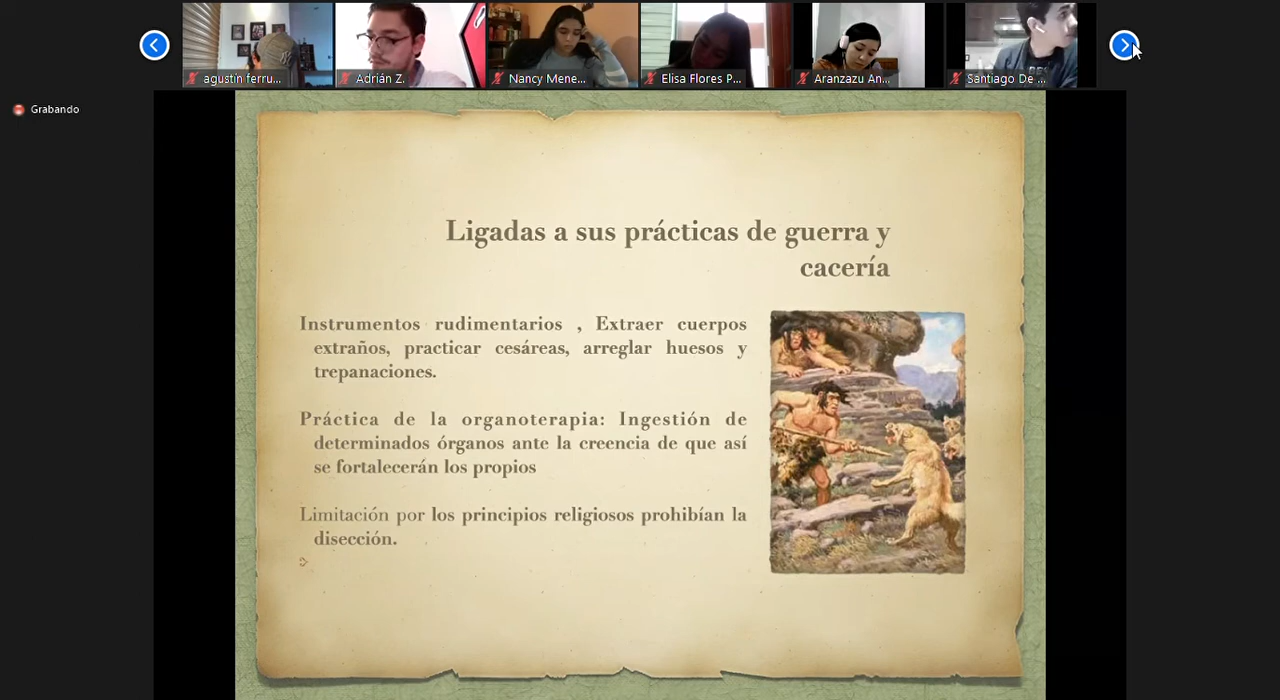 agustin ferru...
Adrián Z.
Nancy Mene...
Elisa Flores P...
Aranzazu An...
Santiago De ...
Grabando
Ligadas a sus prácticas de guerra y
cacería
Instrumentos rudimentarios , Extraer cuerpos
extraños, practicar cesáreas, arreglar huesos y
trepanaciones.
Práctica de la organoterapia: Ingestión de
determinados órganos ante la creencia de que así
se fortalecerán los propios
Limitación por los principios religiosos prohibían la
disección.